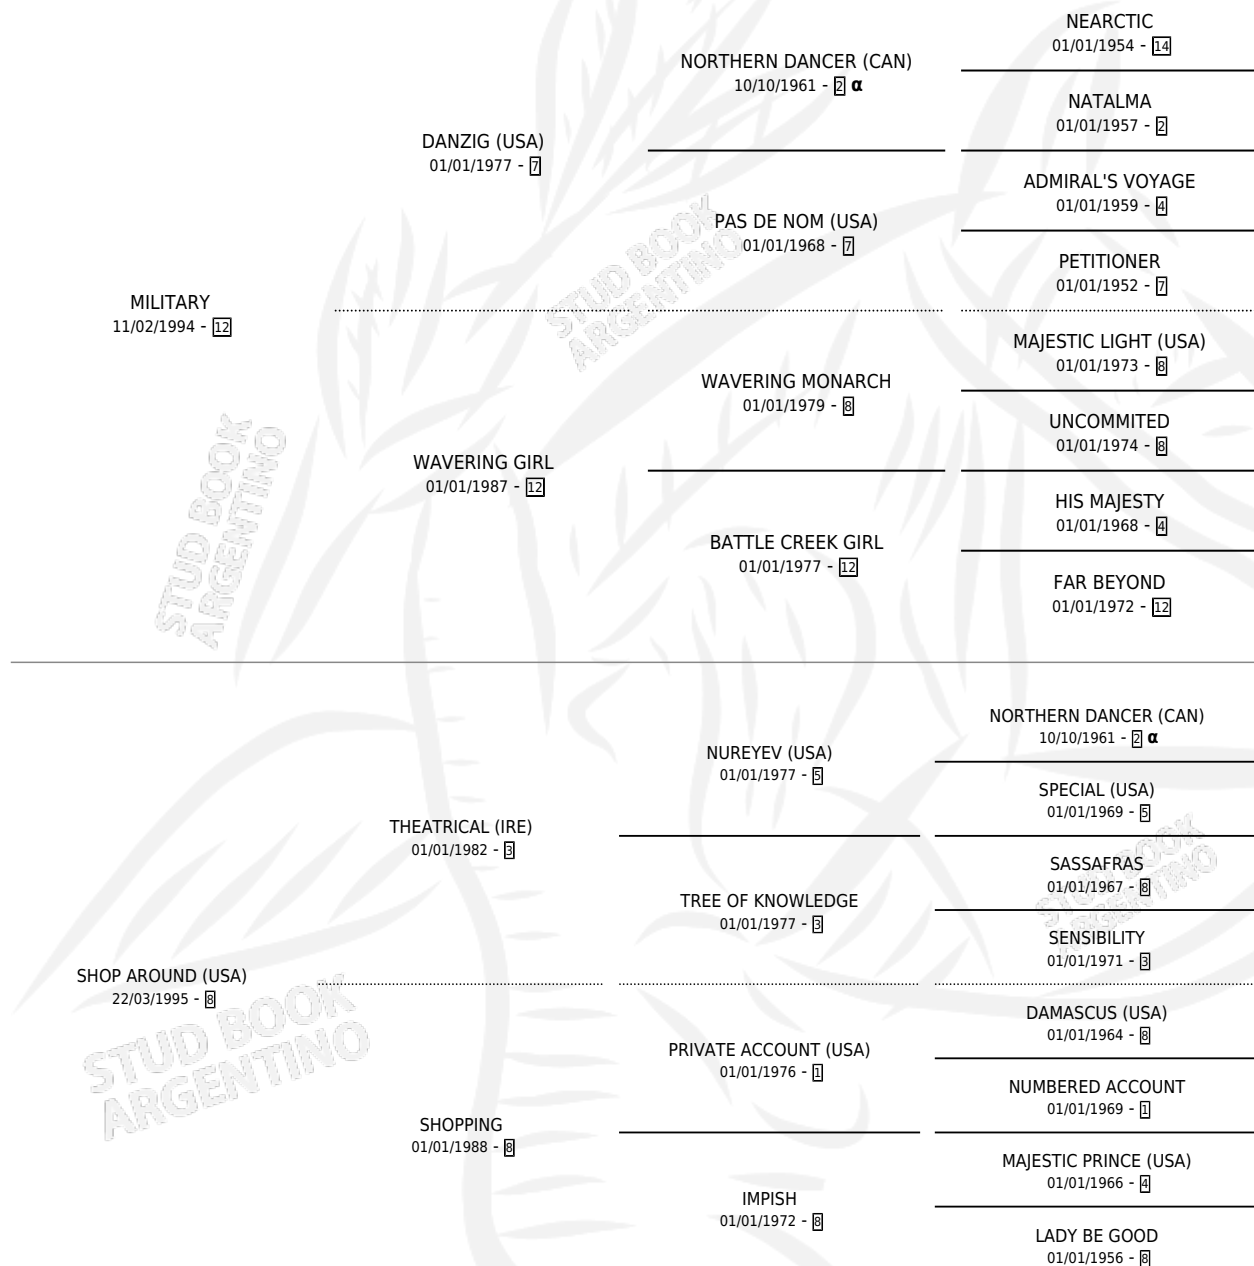 NEARCTIC
01/01/1954 - 14
NORTHERN DANCER (CAN)
10/10/1961 - 2 α
NATALMA
01/01/1957 - 2
DANZIG (USA)
01/01/1977 - 7
ADMIRAL'S VOYAGE
01/01/1959 - 4
PAS DE NOM (USA)
01/01/1968 - 7
PETITIONER
01/01/1952 - 7
MILITARY
11/02/1994 - 12
MAJESTIC LIGHT (USA)
01/01/1973 - 8
WAVERING MONARCH
01/01/1979 - 8
UNCOMMITED
01/01/1974 - 8
WAVERING GIRL
01/01/1987 - 12
HIS MAJESTY
01/01/1968 - 4
BATTLE CREEK GIRL
01/01/1977 - 12
FAR BEYOND
01/01/1972 - 12
NORTHERN DANCER (CAN)
10/10/1961 - 2 α
NUREYEV (USA)
01/01/1977 - 5
SPECIAL (USA)
01/01/1969 - 5
THEATRICAL (IRE)
01/01/1982 - 3
SASSAFRAS
01/01/1967 - 8
TREE OF KNOWLEDGE
01/01/1977 - 3
SENSIBILITY
01/01/1971 - 3
SHOP AROUND (USA)
22/03/1995 - 8
DAMASCUS (USA)
01/01/1964 - 8
PRIVATE ACCOUNT (USA)
01/01/1976 - 1
NUMBERED ACCOUNT
01/01/1969 - 1
SHOPPING
01/01/1988 - 8
MAJESTIC PRINCE (USA)
01/01/1966 - 4
IMPISH
01/01/1972 - 8
LADY BE GOOD
01/01/1956 - 8
STUD BOOK
ARGENTINO
STUD BOOK
ARGENTINO
STUD BOOK
ARGENTINO
STUD BOOK
ARGENTINO